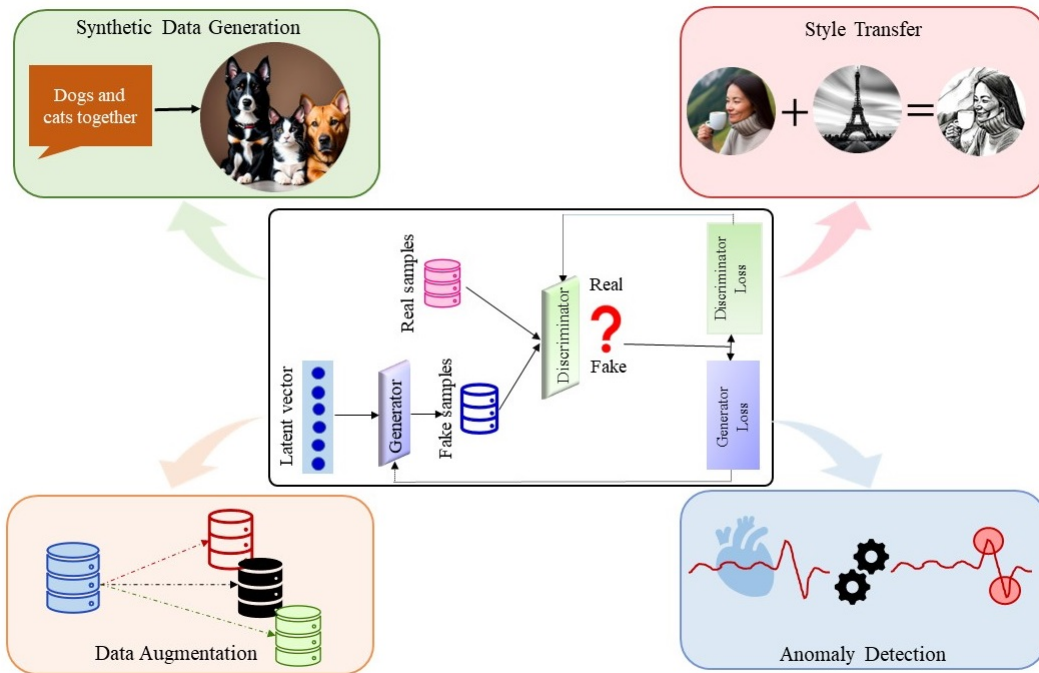 Synthetic Data Generation
Dogs and
cats together
Style Transfer
+
=
Latent vector
Generator
Real samples
Fake samples
Discriminator
Real
?
Fake
Discriminator
Loss
Generator
Loss
Data Augmentation
Anomaly Detection